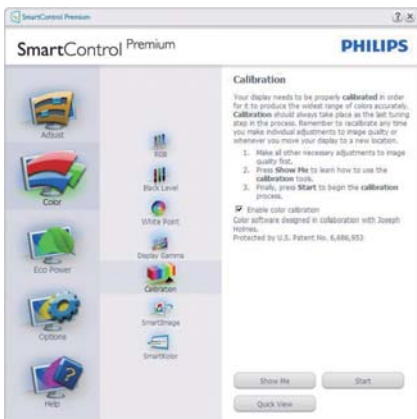 SmartControl Premium
SmartControl Premium
PHILIPS
Adjust
Color
Eco Power
Options
Help
RGB
Black Level
White Point
Display Gamma
Calibration
SmartImage
SmartKolor
Calibration
Your display needs to be properly calibrated in order
for it to produce the widest range of colors accurately.
Calibration should always take place as the last tuning
step in the process. Remember to recalibrate any time
you make individual adjustments to image quality or
whenever you move your display to a new location.
1. Make all other necessary adjustments to image
quality first.
2. Press Show Me to learn how to use the
calibration tools.
3. Finally, press Start to begin the calibration
process.
Enable color calibration
Color software designed in collaboration with Joseph
Holmes.
Protected by U.S. Patent No. 6,686,953
Show Me
Start
Quick View